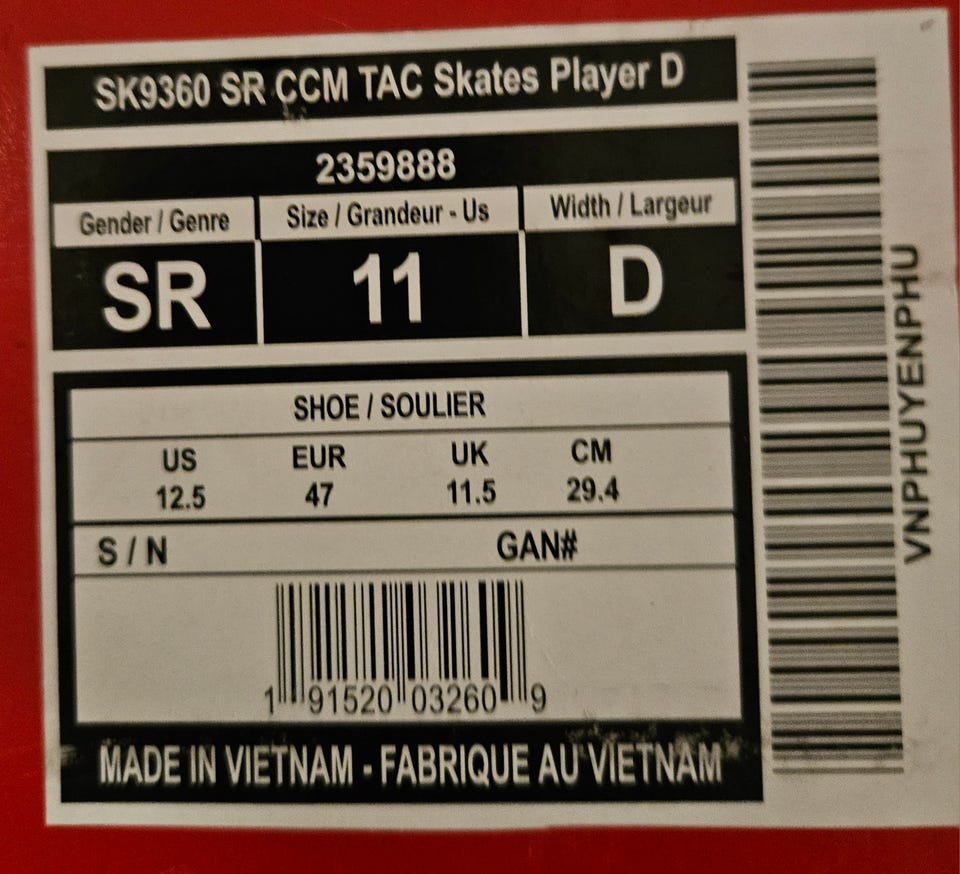 SK9360 SR CCM TAC Skates Player D
2359888
Gender / Genre Size / Grandeur - Us Width / Largeur
SR 11 D
SHOE / SOULIER
US EUR UK CM
12.5 47 11.5 29.4
S / N GAN#
1 91520 03260 9
MADE IN VIETNAM - FABRIQUE AU VIETNAM
VNPHUYENPHU